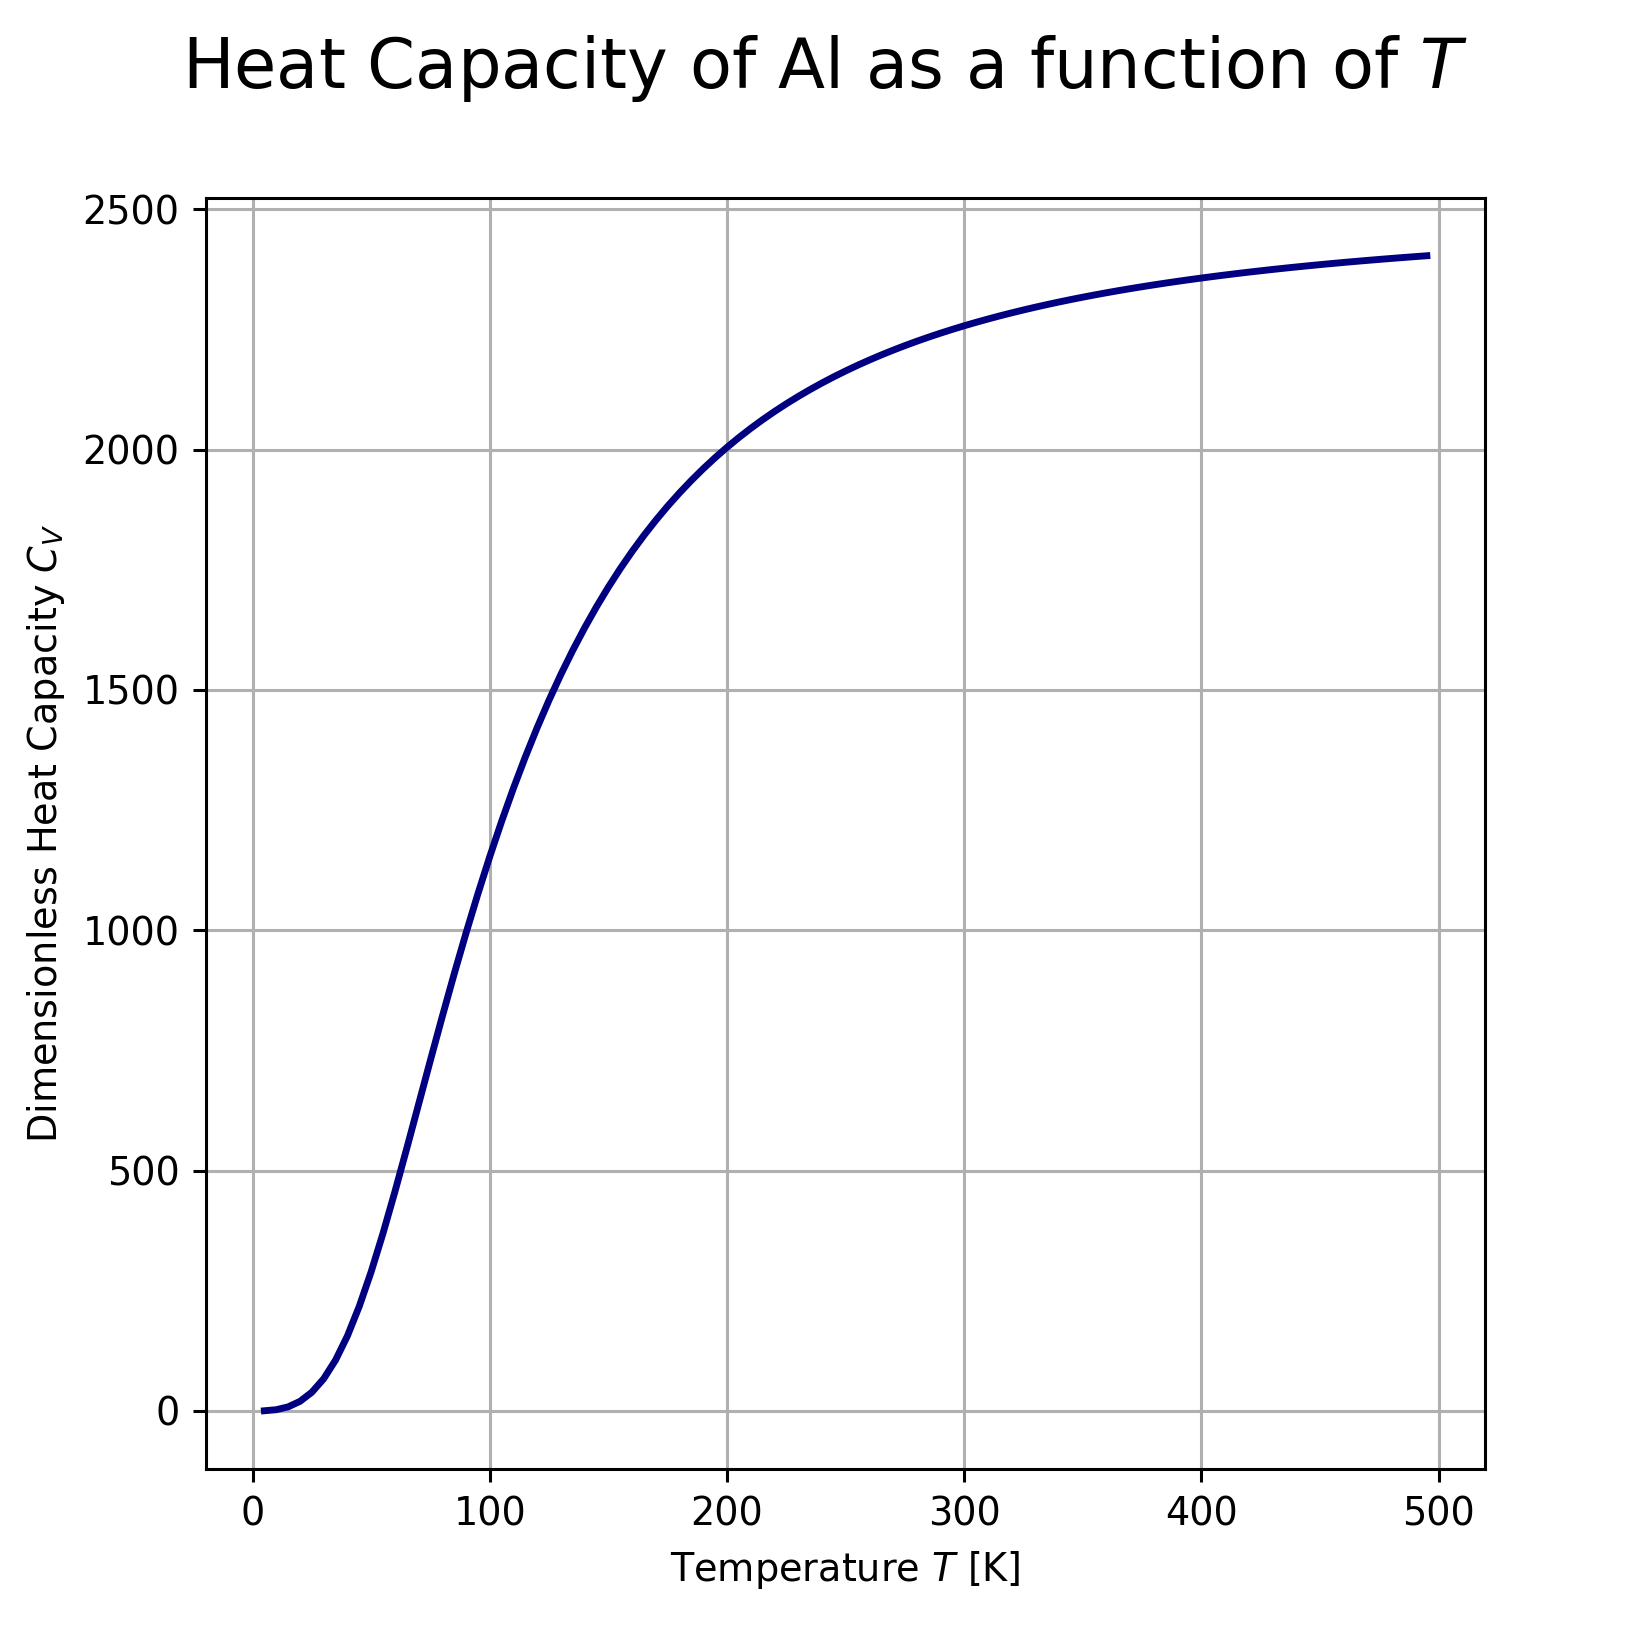 Heat Capacity of Al as a function of T
2500
2000
1500
1000
500
0
Dimensionless Heat Capacity C_V
0 100 200 300 400 500
Temperature T [K]